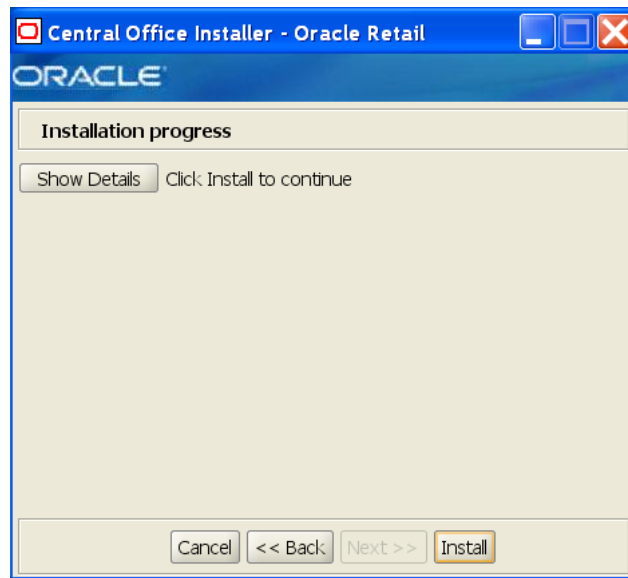 Central Office Installer - Oracle Retail
ORACLE
Installation progress
Show Details Click Install to continue
Cancel << Back Next >> Install